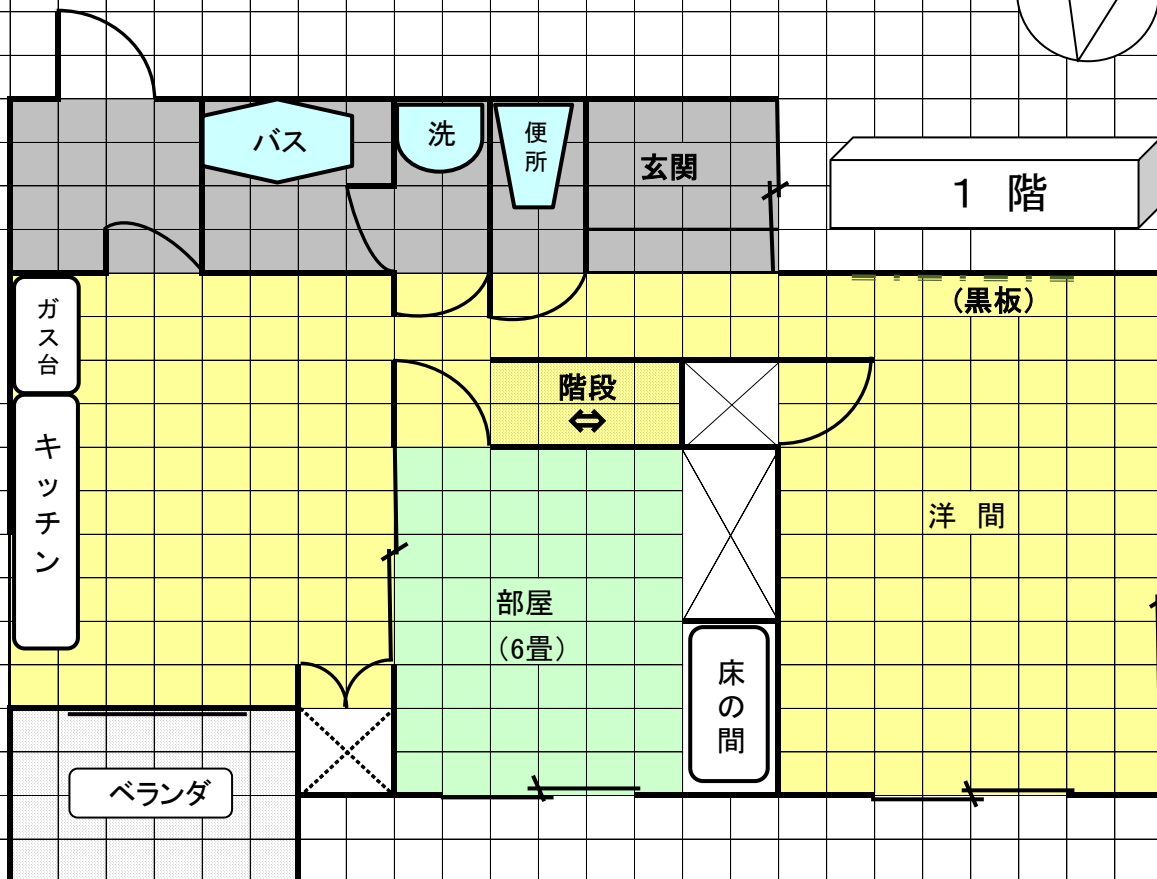 バス
洗
便所
玄関
1 階
ガス台
(黒板)
階段
⇔
キッチン
洋 間
部屋
(6畳)
床の間
ベランダ